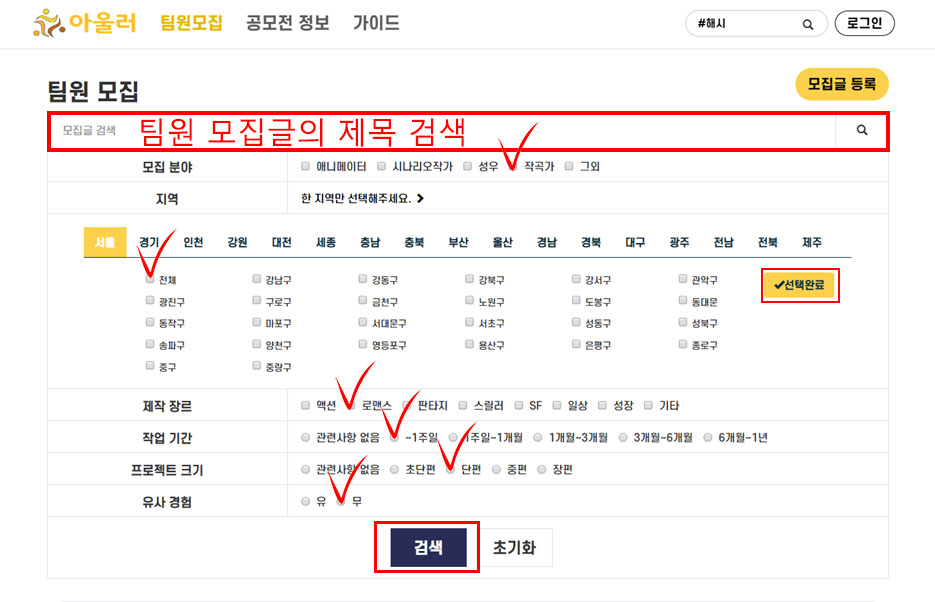 아울러 팀원모집 공모전 정보 가이드 #해시 로그인
팀원 모집 모집글 등록
모집글 검색 팀원 모집글의 제목 검색
모집 분야 애니메이터 시나리오작가 성우 작곡가 그외
지역 한 지역만 선택해주세요.
서울 경기 인천 강원 대전 세종 충남 충북 부산 울산 경남 경북 대구 광주 전남 전북 제주
전체 강남구 강동구 강북구 강서구 관악구 선택완료
광진구 구로구 금천구 노원구 도봉구 동대문
동작구 마포구 서대문구 서초구 성동구 성북구
송파구 양천구 영등포구 용산구 은평구 종로구
중구 중랑구
제작 장르 액션 로맨스 판타지 스릴러 SF 일상 성장 기타
작업 기간 관련사항 없음 ~1주일 1주일~1개월 1개월~3개월 3개월~6개월 6개월~1년
프로젝트 크기 관련사항 없음 초단편 단편 중편 장편
유사 경험 유 무
검색 초기화